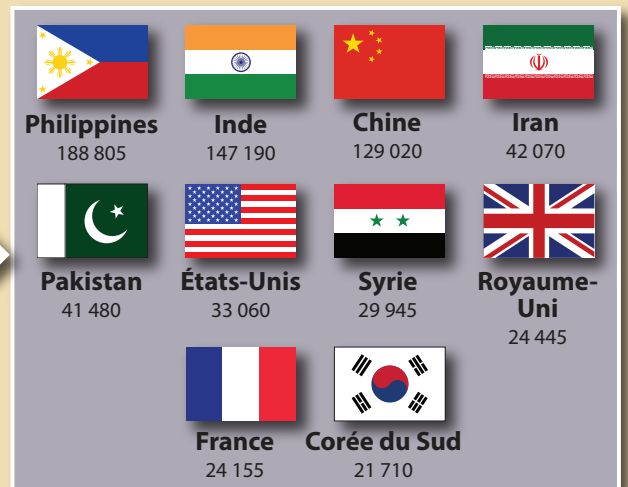 Philippines
188 805
Inde
147 190
Chine
129 020
Iran
42 070
Pakistan
41 480
États-Unis
33 060
Syrie
29 945
Royaume-
Uni
24 445
France
24 155
Corée du Sud
21 710